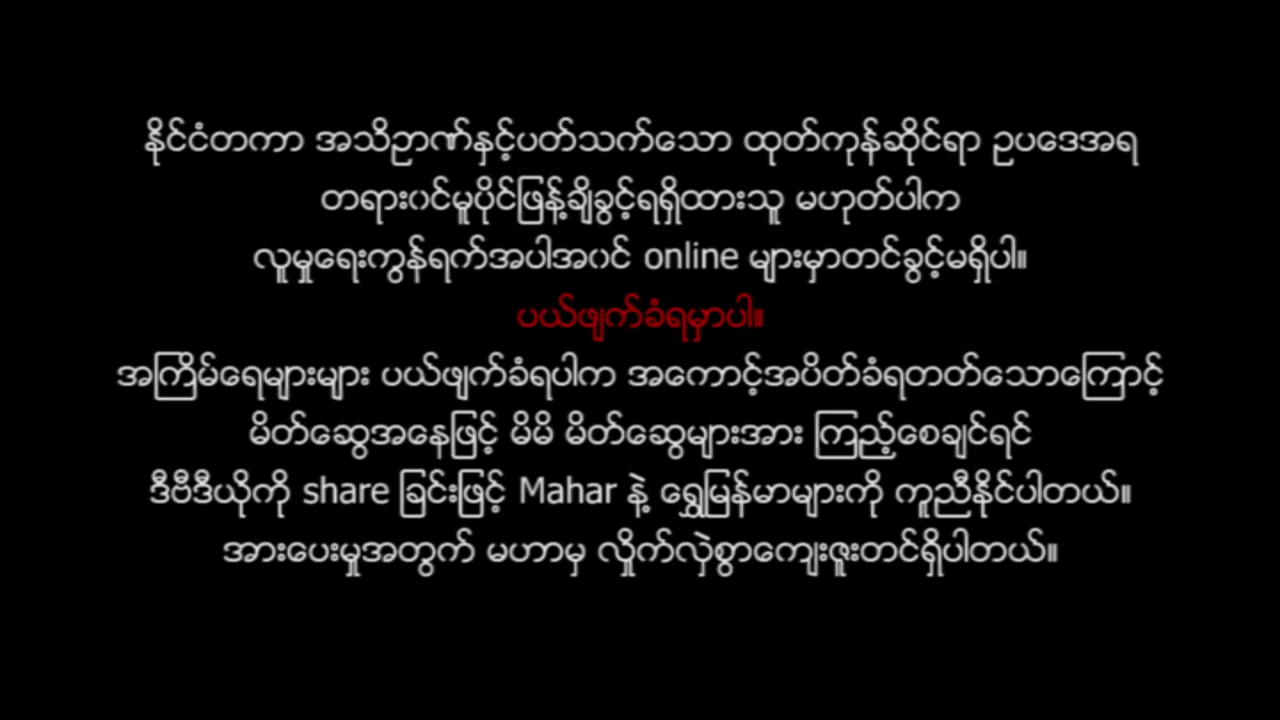 နိုင်ငံတကာ အသိဉာဏ်နှင့်ပတ်သက်သော ထုတ်ကုန်ဆိုင်ရာ ဥပဒေအရ
တရားဝင်မူပိုင်ဖြန့်ချိခွင့်ရရှိထားသူ မဟုတ်ပါက
လူမှုရေးကွန်ရက်အပါအဝင် online များမှာတင်ခွင့်မရှိပါ။
ပယ်ဖျက်ခံရမှာပါ။
အကြိမ်ရေများများ ပယ်ဖျက်ခံရပါက အကောင့်အပိတ်ခံရတတ်သောကြောင့်
မိတ်ဆွေအနေဖြင့် မိမိ မိတ်ဆွေများအား ကြည့်စေချင်ရင်
ဒီဗီဒီယိုကို share ခြင်းဖြင့် Mahar နဲ့ ရွှေမြန်မာများကို ကူညီနိုင်ပါတယ်။
အားပေးမှုအတွက် မဟာမှ လှိုက်လှဲစွာကျေးဇူးတင်ရှိပါတယ်။